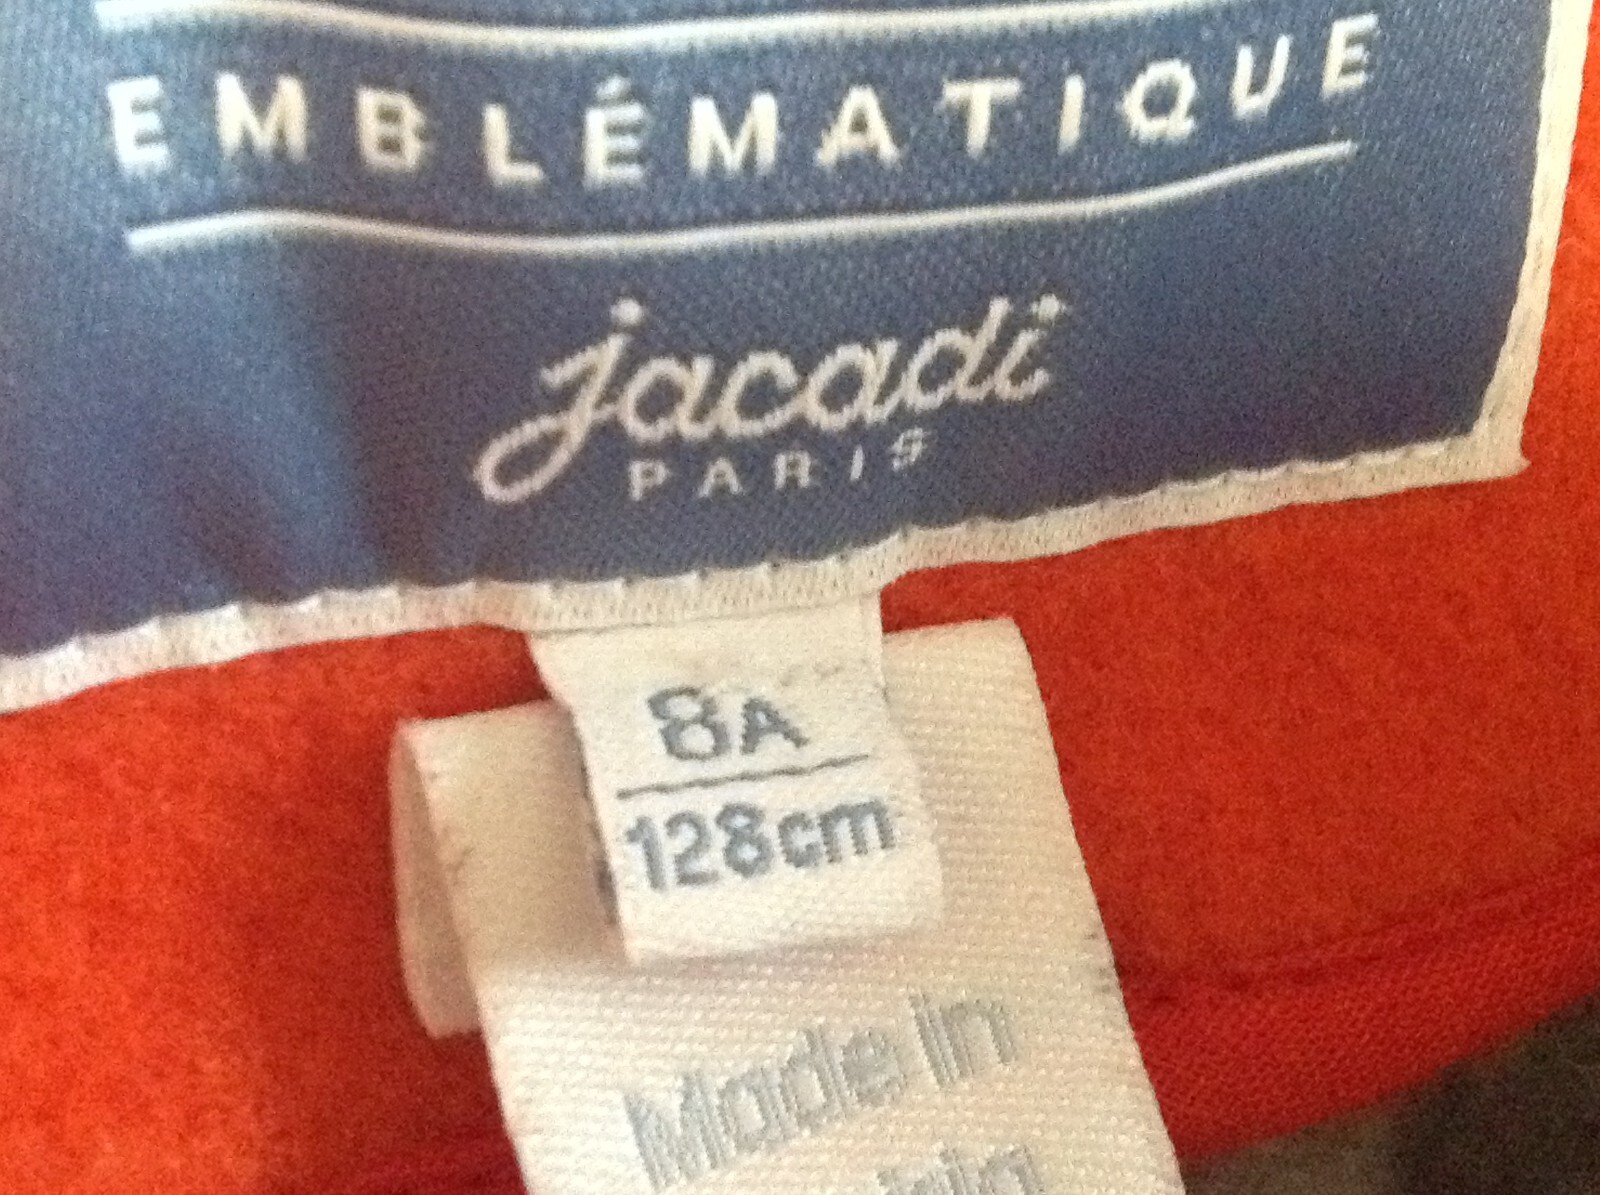 EMBLÉMATIQUE
jacadi
PARIS
8A
128cm
Made in